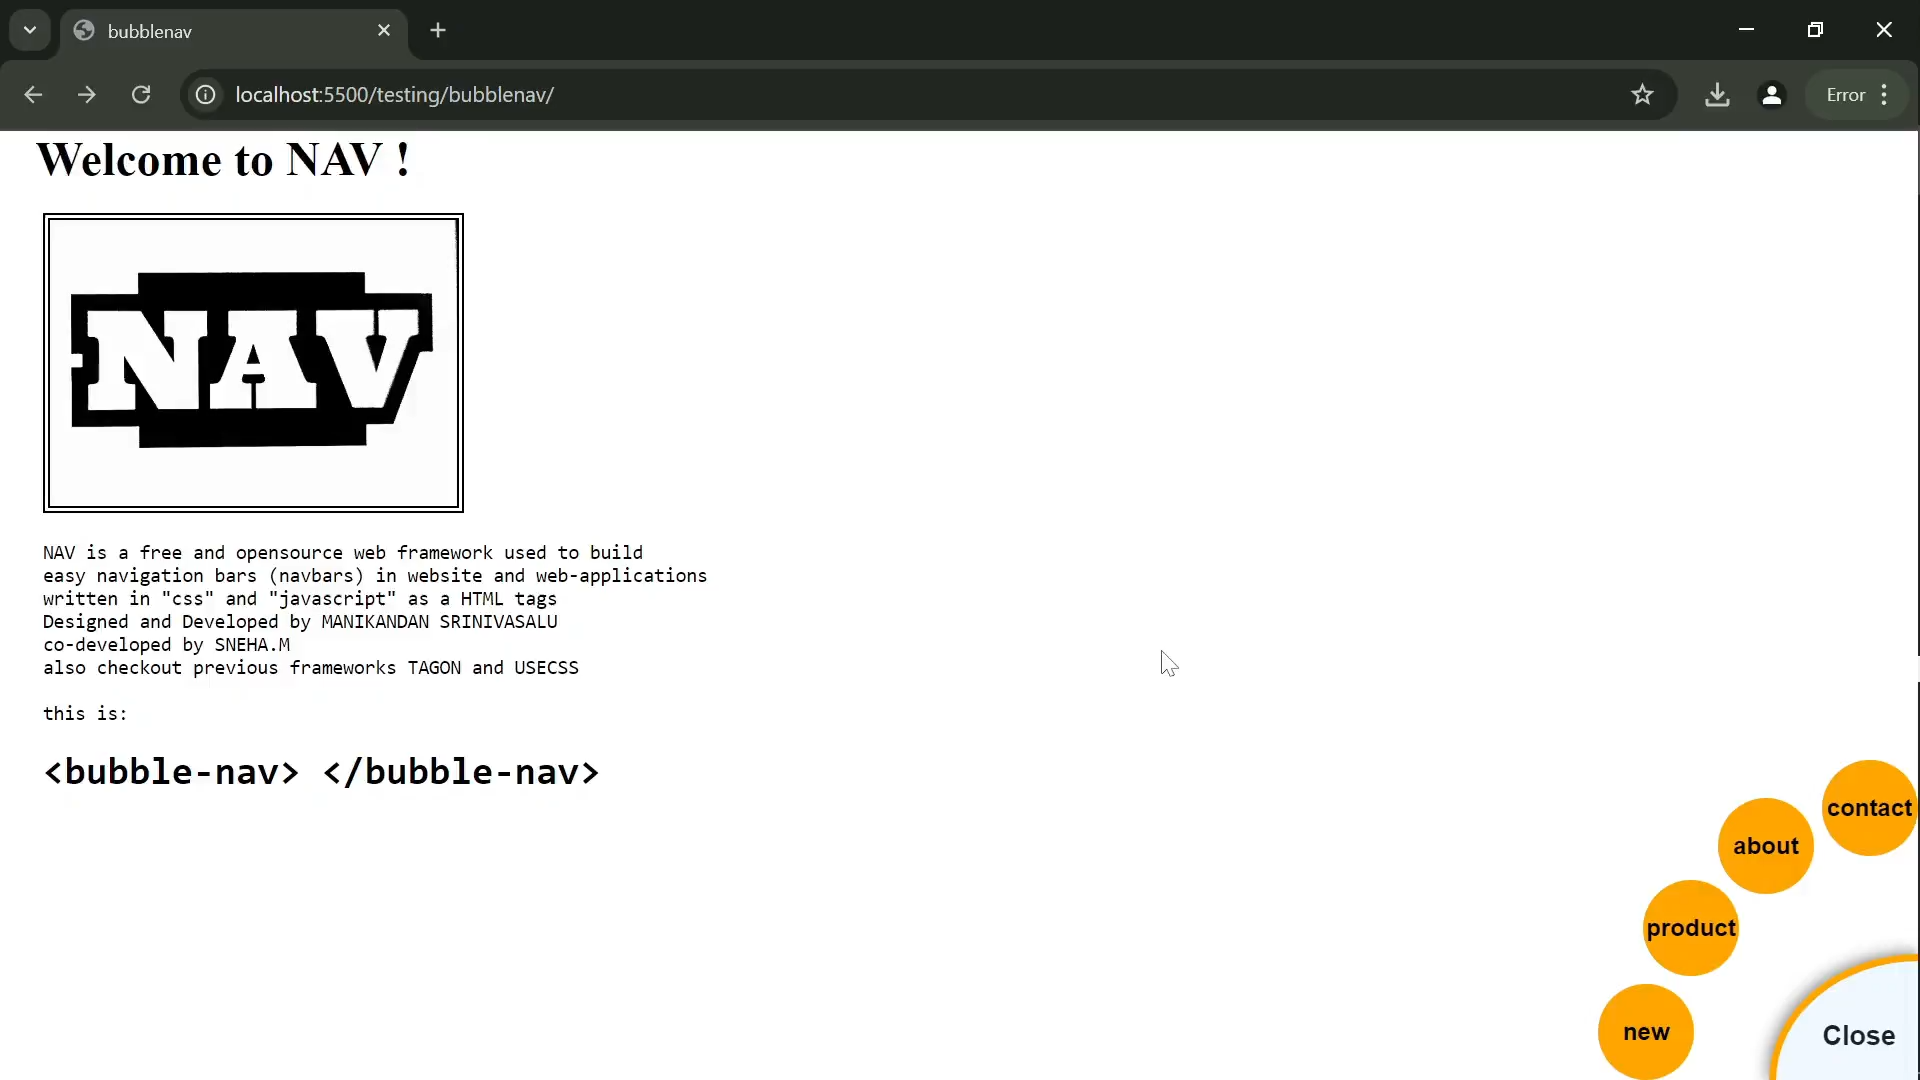 bubblenav
localhost:5500/testing/bubblenav/
Error
Welcome to NAV !
NAV
NAV is a free and opensource web framework used to build
easy navigation bars (navbars) in website and web-applications
written in "css" and "javascript" as a HTML tags
Designed and Developed by MANIKANDAN SRINIVASALU
co-developed by SNEHA.M
also checkout previous frameworks TAGON and USECSS
this is:
<bubble-nav> </bubble-nav>
contact
about
product
new
Close